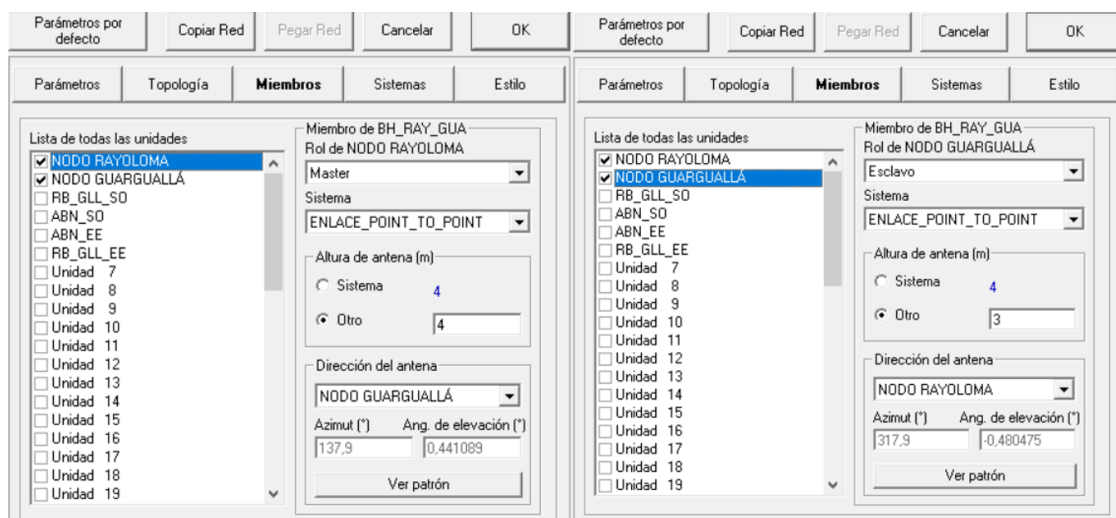 Parámetros por
defecto
Copiar Red
Pegar Red
Cancelar
OK
Parámetros
Topología
Miembros
Sistemas
Estilo
Lista de todas las unidades
NODO RAYOLOMA
NODO GUARGUALLÁ
RB_GLL_SO
ABN_SO
ABN_EE
RB_GLL_EE
Unidad 7
Unidad 8
Unidad 9
Unidad 10
Unidad 11
Unidad 12
Unidad 13
Unidad 14
Unidad 15
Unidad 16
Unidad 17
Unidad 18
Unidad 19
Miembro de BH_RAY_GUA
Rol de NODO RAYOLOMA
Master
Sistema
ENLACE_POINT_TO_POINT
Altura de antena (m)
Sistema 4
Otro 4
Dirección del antena
NODO GUARGUALLÁ
Azimut (°) Ang. de elevación (°)
137,9 0,441089
Ver patrón
Parámetros por
defecto
Copiar Red
Pegar Red
Cancelar
OK
Parámetros
Topología
Miembros
Sistemas
Estilo
Lista de todas las unidades
NODO RAYOLOMA
NODO GUARGUALLÁ
RB_GLL_SO
ABN_SO
ABN_EE
RB_GLL_EE
Unidad 7
Unidad 8
Unidad 9
Unidad 10
Unidad 11
Unidad 12
Unidad 13
Unidad 14
Unidad 15
Unidad 16
Unidad 17
Unidad 18
Unidad 19
Miembro de BH_RAY_GUA
Rol de NODO GUARGUALLÁ
Esclavo
Sistema
ENLACE_POINT_TO_POINT
Altura de antena (m)
Sistema 4
Otro 3
Dirección del antena
NODO RAYOLOMA
Azimut (°) Ang. de elevación (°)
317,9 -0,480475
Ver patrón